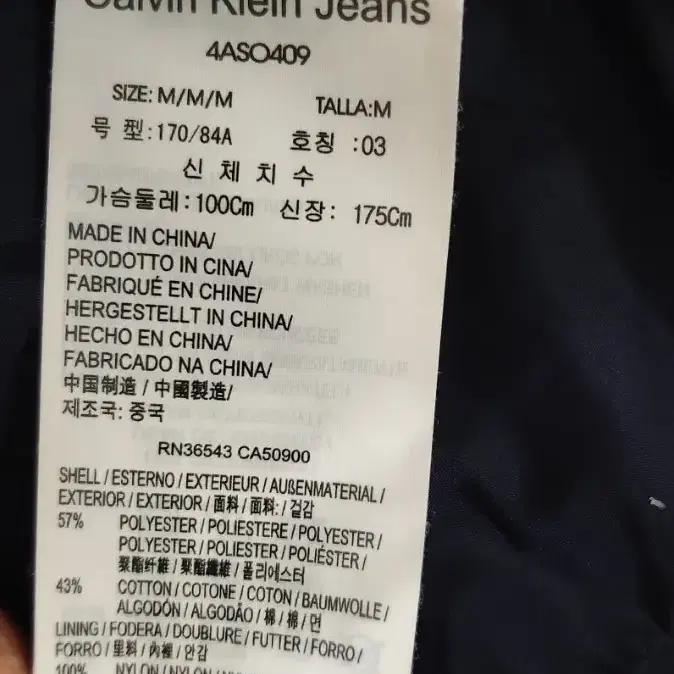 Calvin Klein Jeans
4ASO409
SIZE: M/M/M TALLA:M
号 型:170/84A 호칭 :03
신 체 치 수
가슴둘레:100Cm 신장: 175Cm
MADE IN CHINA/
PRODOTTO IN CINA/
FABRIQUÉ EN CHINE/
HERGESTELLT IN CHINA/
HECHO EN CHINA/
FABRICADO NA CHINA/
中国制造 / 中國製造/
제조국: 중국
RN36543 CA50900
SHELL / ESTERNO / EXTERIEUR / AUßENMATERIAL /
EXTERIOR / EXTERIOR / 面料 / 面料: / 겉감
57% POLYESTER / POLIESTERE / POLYESTER /
POLYESTER / POLIESTER / POLIÉSTER /
聚酯纤维 / 聚酯纖維 / 폴리에스터
43% COTTON / COTONE / COTON / BAUMWOLLE /
ALGODÓN / ALGODÃO / 棉 / 棉 / 면
LINING / FODERA / DOUBLURE / FUTTER / FORRO /
FORRO / 里料 / 內裡 / 안감
100% NYLON / NYLON /